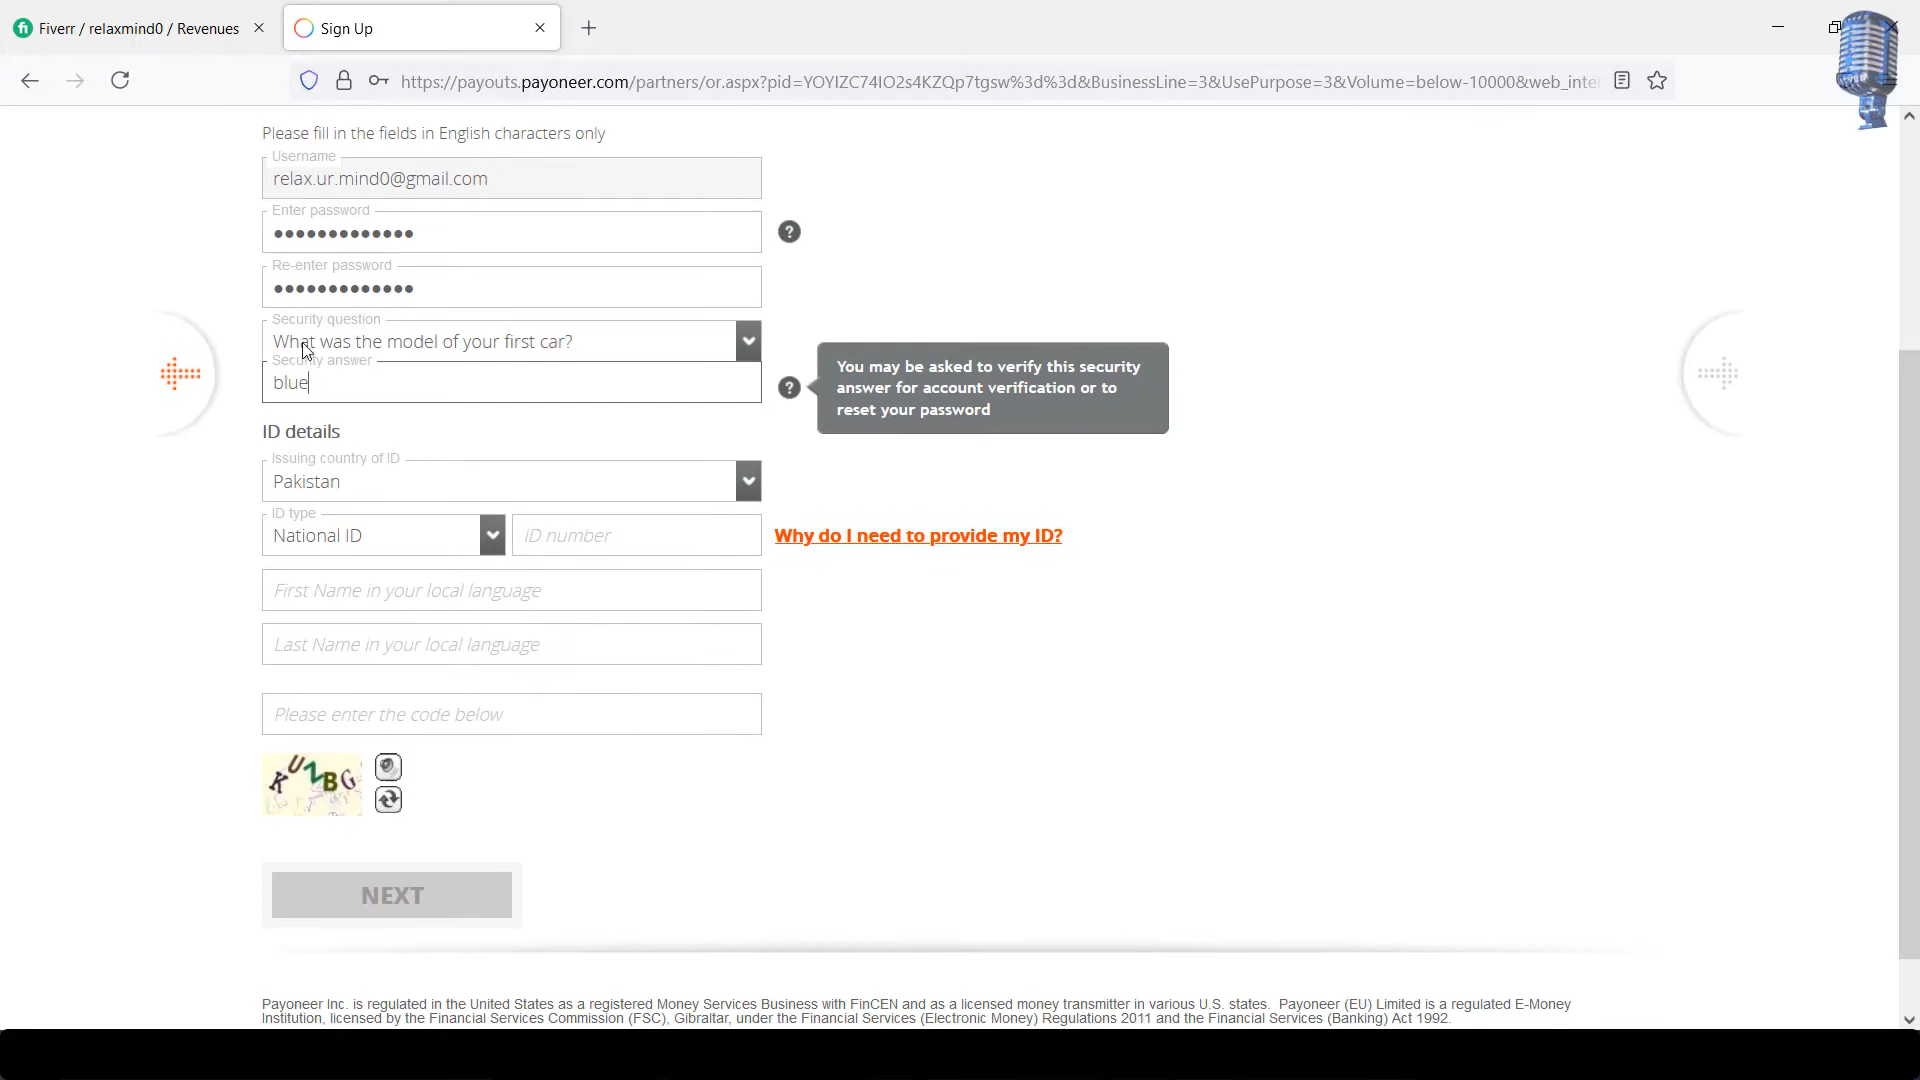 Fiverr / relaxmind0 / Revenues
Sign Up
https://payouts.payoneer.com/partners/or.aspx?pid=YOYIZC74IO2s4KZQp7tgsw%3d%3d&BusinessLine=3&UsePurpose=3&Volume=below-10000&web_inter
Please fill in the fields in English characters only
Username
relax.ur.mind0@gmail.com
Enter password
●●●●●●●●●●●●●
?
Re-enter password
●●●●●●●●●●●●●
Security question
What was the model of your first car?
Security answer
blue
?
You may be asked to verify this security
answer for account verification or to
reset your password
ID details
Issuing country of ID
Pakistan
ID type
National ID
ID number
Why do I need to provide my ID?
First Name in your local language
Last Name in your local language
Please enter the code below
KUZBG
NEXT
Payoneer Inc. is regulated in the United States as a registered Money Services Business with FinCEN and as a licensed money transmitter in various U.S. states. Payoneer (EU) Limited is a regulated E-Money
Institution, licensed by the Financial Services Commission (FSC), Gibraltar, under the Financial Services (Electronic Money) Regulations 2011 and the Financial Services (Banking) Act 1992.